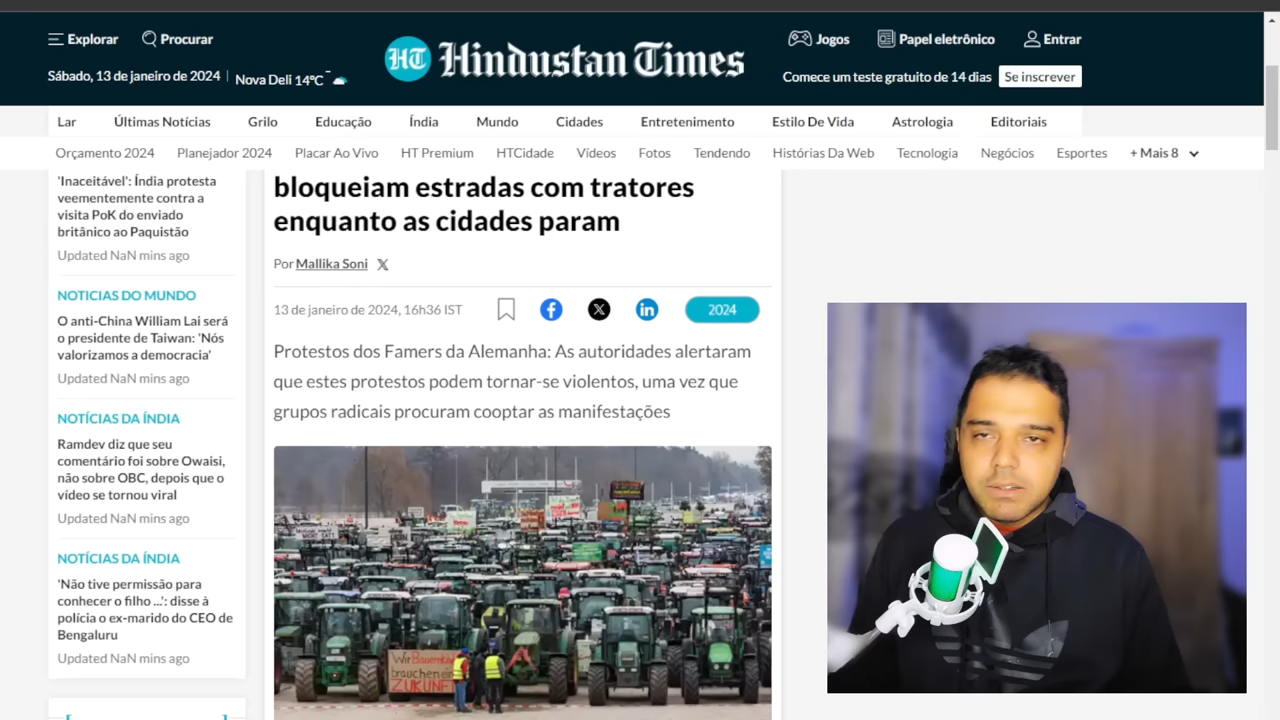 Explorar
Procurar
HT Hindustan Times
Jogos
Papel eletrônico
Entrar
Sábado, 13 de janeiro de 2024
Nova Deli 14°C
Comece um teste gratuito de 14 dias
Se inscrever
Lar Últimas Notícias Grilo Educação Índia Mundo Cidades Entretenimento Estilo De Vida Astrologia Editoriais
Orçamento 2024 Planejador 2024 Placar Ao Vivo HT Premium HTCidade Vídeos Fotos Tendendo Histórias Da Web Tecnologia Negócios Esportes + Mais 8
'Inaceitável': Índia protesta
veementemente contra a
visita PoK do enviado
britânico ao Paquistão
Updated NaN mins ago
NOTICIAS DO MUNDO
O anti-China William Lai será
o presidente de Taiwan: 'Nós
valorizamos a democracia'
Updated NaN mins ago
NOTÍCIAS DA ÍNDIA
Ramdev diz que seu
comentário foi sobre Owaisi,
não sobre OBC, depois que o
vídeo se tornou viral
Updated NaN mins ago
NOTÍCIAS DA ÍNDIA
'Não tive permissão para
conhecer o filho ...': disse à
polícia o ex-marido do CEO de
Bengaluru
Updated NaN mins ago
bloqueiam estradas com tratores
enquanto as cidades param
Por Mallika Soni
13 de janeiro de 2024, 16h36 IST
2024
Protestos dos Famers da Alemanha: As autoridades alertaram
que estes protestos podem tornar-se violentos, uma vez que
grupos radicais procuram cooptar as manifestações
Wir
brauchen
ZUKUNFT